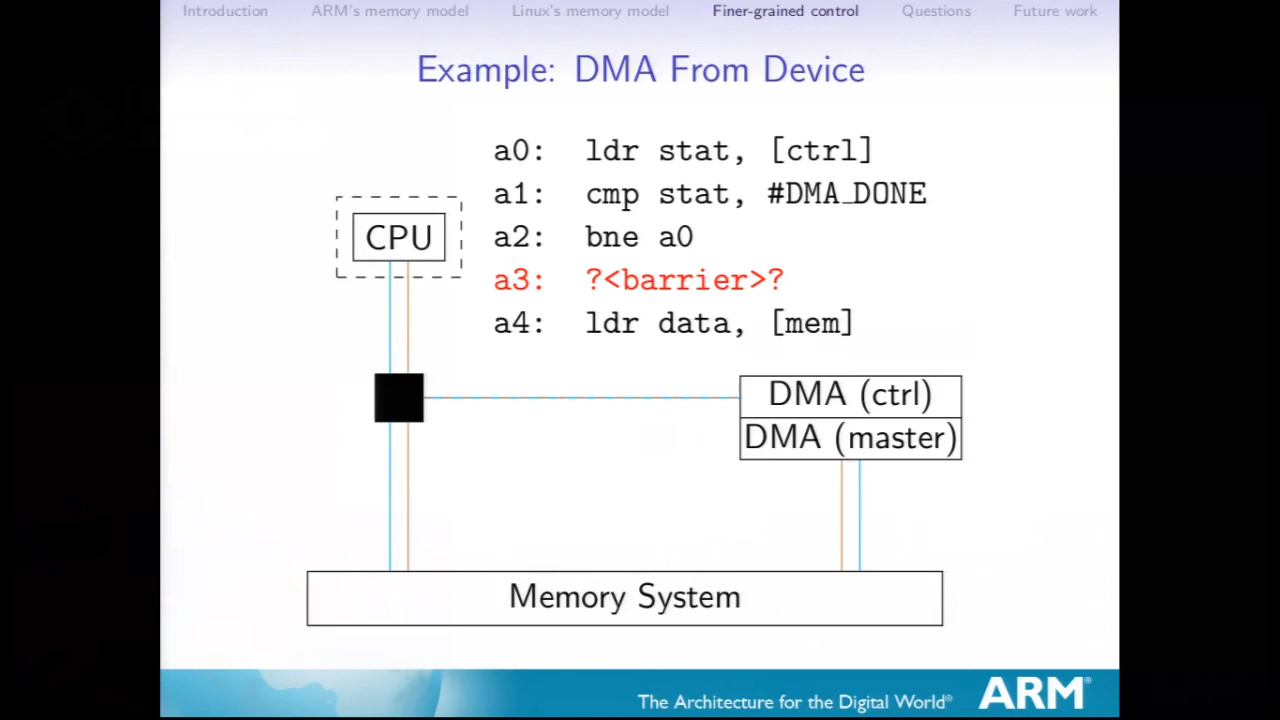 Introduction ARM's memory model Linux's memory model Finer-grained control Questions Future work
Example: DMA From Device
a0: ldr stat, [ctrl]
a1: cmp stat, #DMA_DONE
a2: bne a0
a3: ?<barrier>?
a4: ldr data, [mem]
CPU
DMA (ctrl)
DMA (master)
Memory System
The Architecture for the Digital World® ARM®